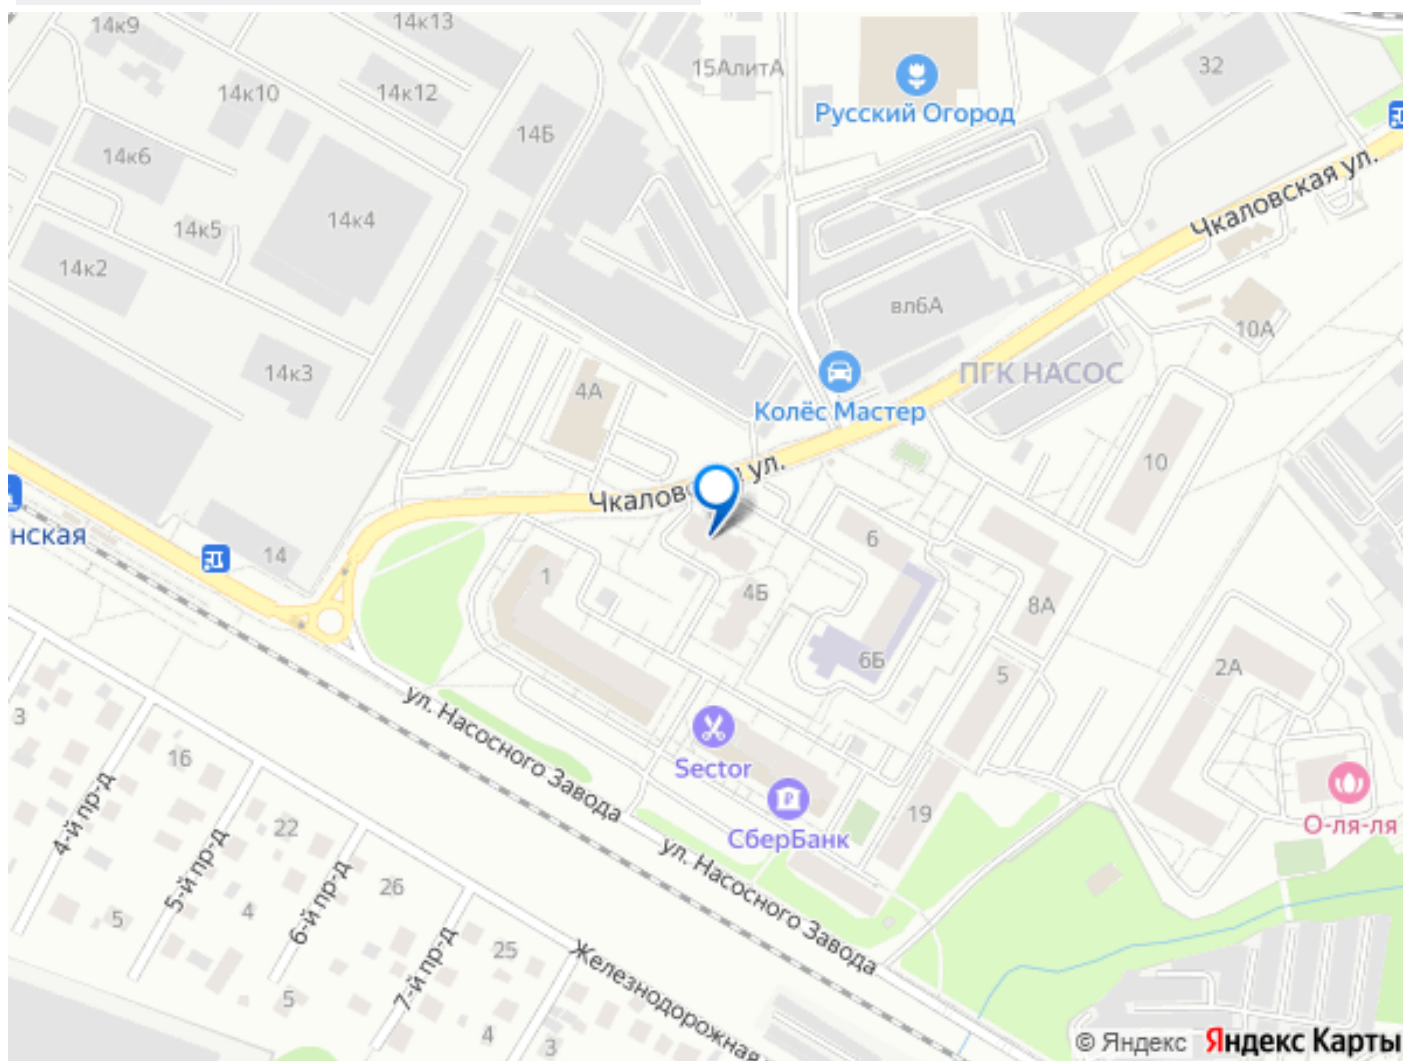 14к9
14к13
15АлитА
32
14к10
14к12
Русский Огород
14Б
14к6
Чкаловская ул.
14к4
14к5
14к2
вл6А
10А
14к3
ПГК НАСОС
4А
Колёс Мастер
10
Чкаловская ул.
нская
14
6
1
4Б
8А
6Б
5
2А
ул. Насосного Завода
3
16
Sector
4-й пр-д
22
СберБанк
19
О-ля-ля
5-й пр-д
ул. Насосного Завода
26
6-й пр-д
5
4
7-й пр-д
25
Железнодорожная
5
4
3
© Яндекс Яндекс Карты